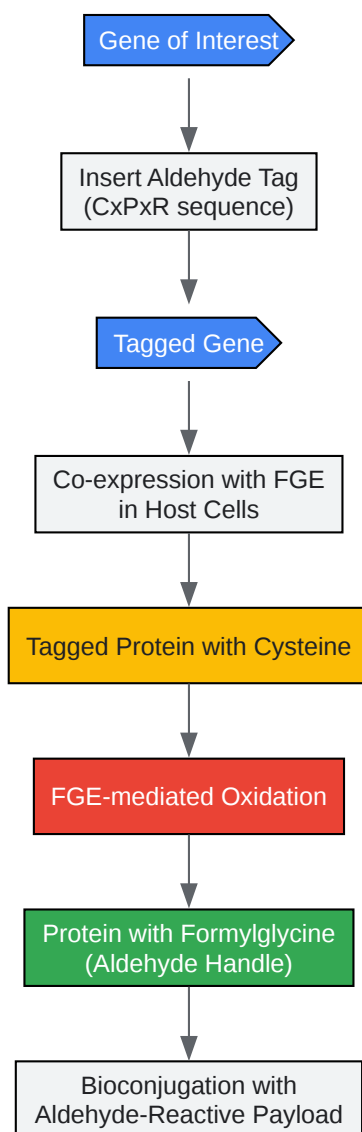 Gene of Interest
Insert Aldehyde Tag
(CxPxR sequence)
Tagged Gene
Co-expression with FGE
in Host Cells
Tagged Protein with Cysteine
FGE-mediated Oxidation
Protein with Formylglycine
(Aldehyde Handle)
Bioconjugation with
Aldehyde-Reactive Payload